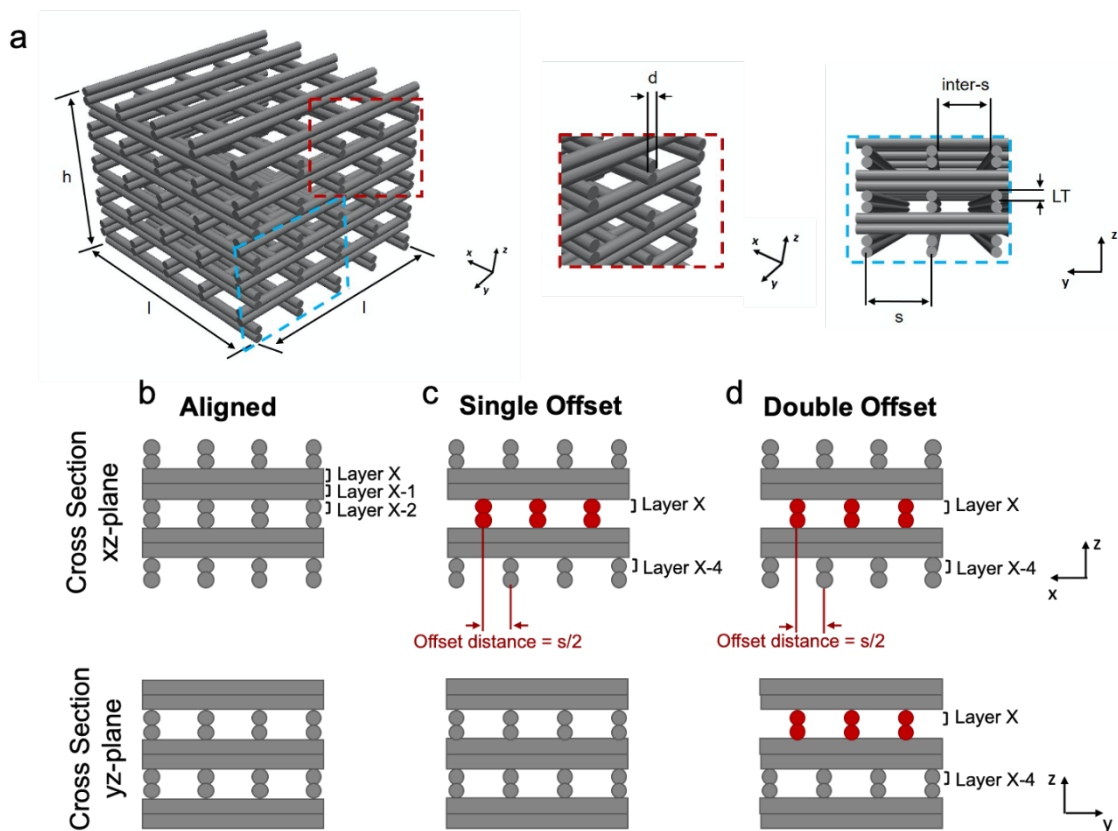 a
h
l
l
x
z
y
d
x
z
y
inter-s
LT
s
z
y
b
Aligned
c
Single Offset
d
Double Offset
Cross Section
xz-plane
Layer X
Layer X-1
Layer X-2
Layer X
Layer X-4
Offset distance = s/2
Layer X
Layer X-4
Offset distance = s/2
z
x
Cross Section
yz-plane
Layer X
Layer X-4
z
y